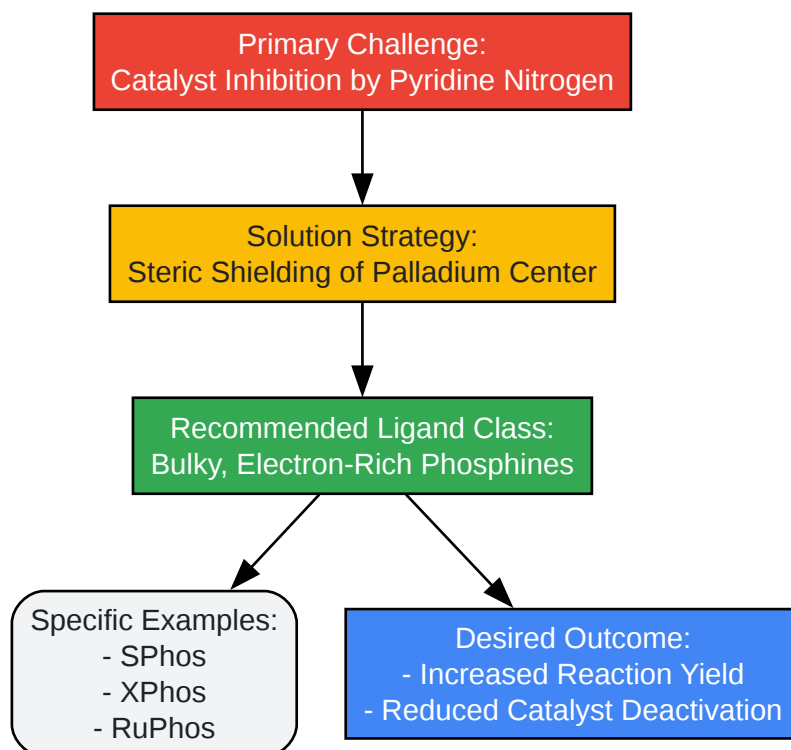 Primary Challenge:
Catalyst Inhibition by Pyridine Nitrogen
Solution Strategy:
Steric Shielding of Palladium Center
Recommended Ligand Class:
Bulky, Electron-Rich Phosphines
Specific Examples:
- SPhos
- XPhos
- RuPhos
Desired Outcome:
- Increased Reaction Yield
- Reduced Catalyst Deactivation